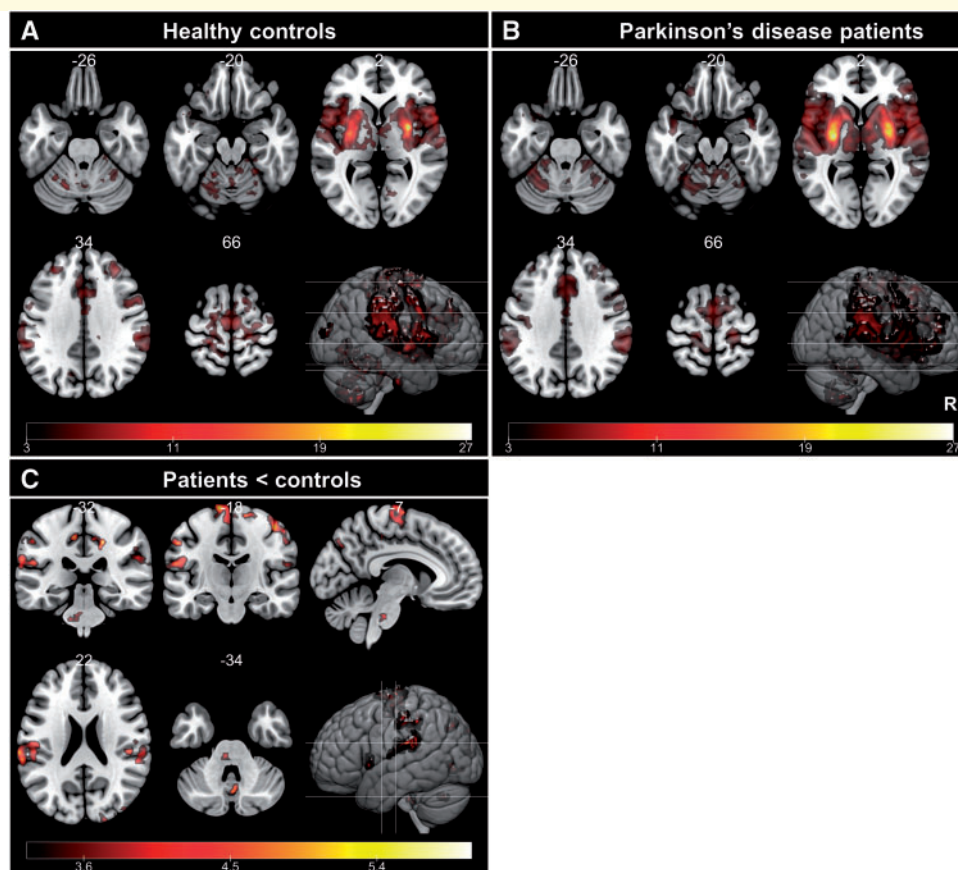 A Healthy controls
-26 -20 2
34 66
3 11 19 27
B Parkinson's disease patients
-26 -20 2
34 66
R
3 11 19 27
C Patients < controls
-32 -18 -7
22 -34
3.6 4.5 5.4